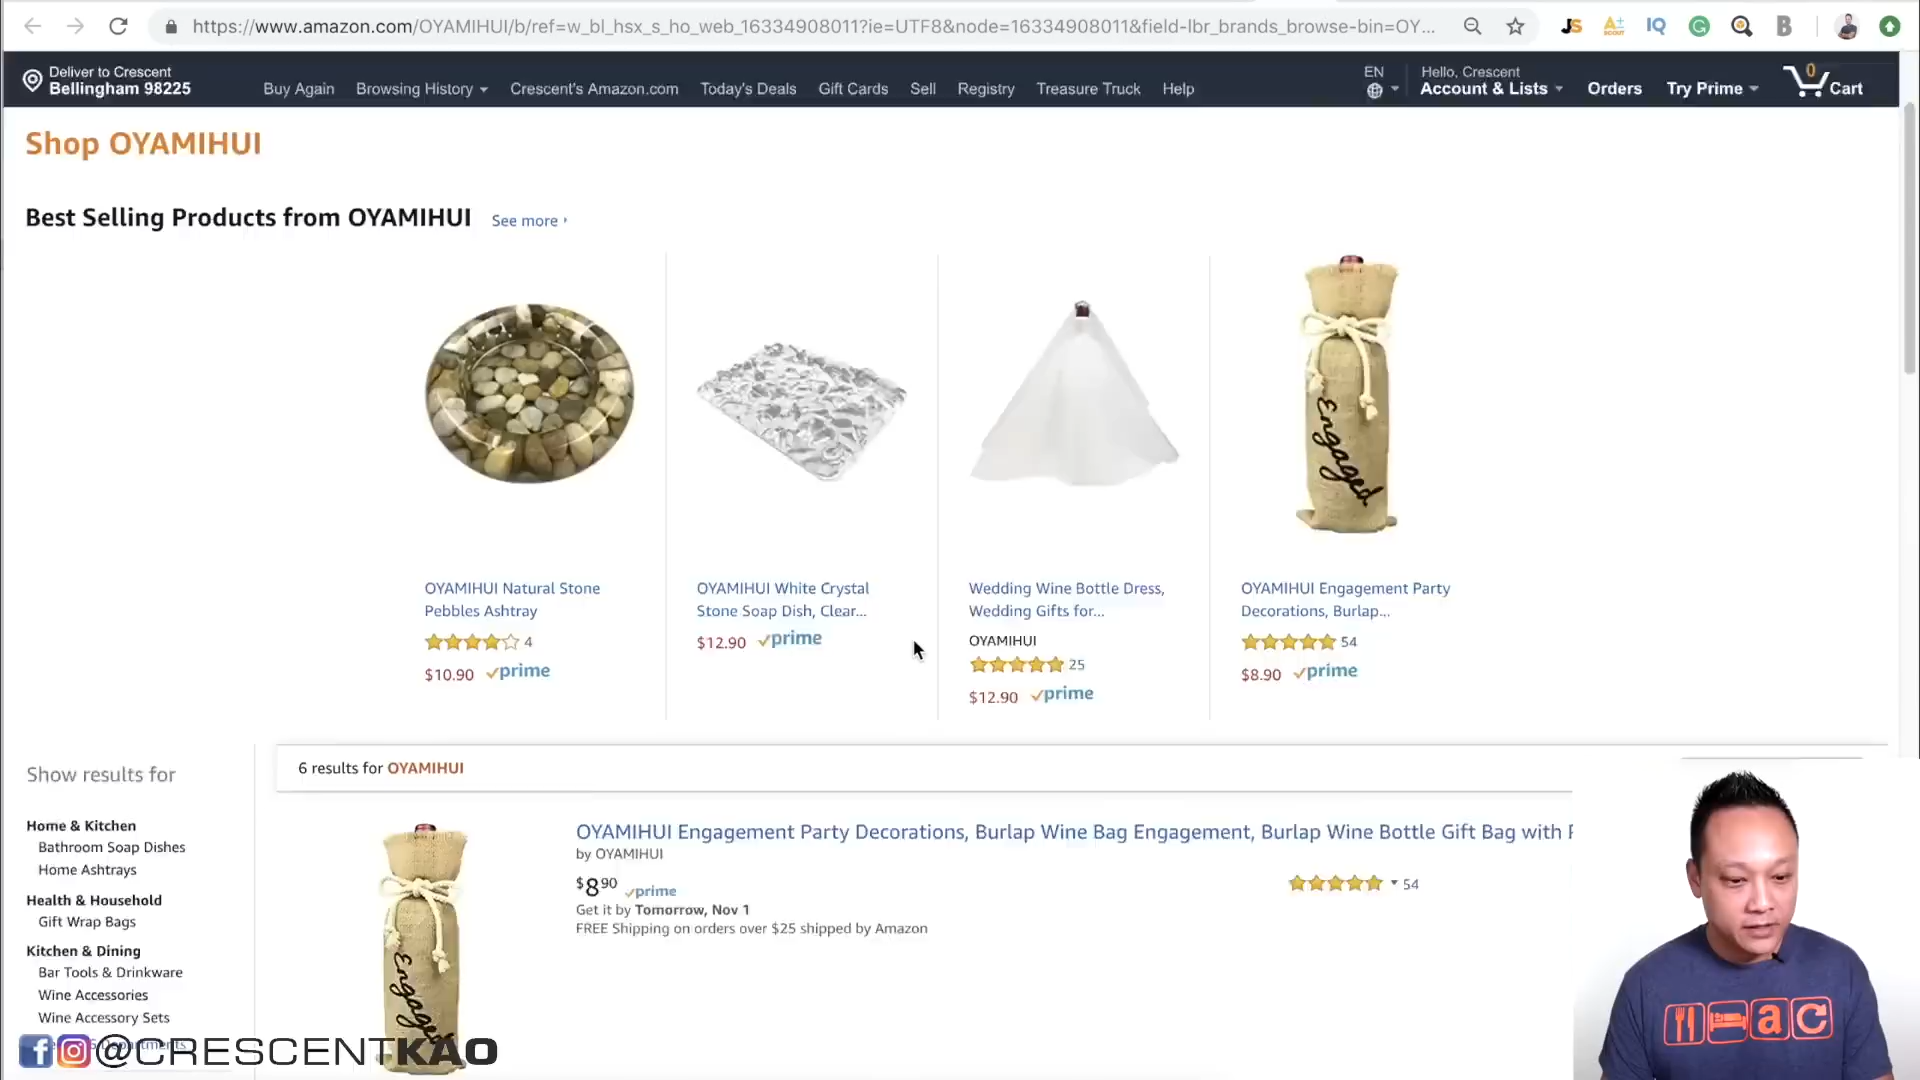 https://www.amazon.com/OYAMIHUI/b/ref=w_bl_hsx_s_ho_web_16334908011?ie=UTF8&node=16334908011&field-lbr_brands_browse-bin=OY...
JS
A±
SCOUT
IQ
B
Deliver to Crescent
Bellingham 98225
Buy Again
Browsing History
Crescent's Amazon.com
Today's Deals
Gift Cards
Sell
Registry
Treasure Truck
Help
EN
Hello, Crescent
Account & Lists
Orders
Try Prime
0
Cart
Shop OYAMIHUI
Best Selling Products from OYAMIHUI
See more
Engaged
OYAMIHUI Natural Stone
Pebbles Ashtray
4
$10.90 prime
OYAMIHUI White Crystal
Stone Soap Dish, Clear...
$12.90 prime
Wedding Wine Bottle Dress,
Wedding Gifts for...
OYAMIHUI
25
$12.90 prime
OYAMIHUI Engagement Party
Decorations, Burlap...
54
$8.90 prime
Show results for
Home & Kitchen
Bathroom Soap Dishes
Home Ashtrays
Health & Household
Gift Wrap Bags
Kitchen & Dining
Bar Tools & Drinkware
Wine Accessories
Wine Accessory Sets
6 results for OYAMIHUI
Engaged
OYAMIHUI Engagement Party Decorations, Burlap Wine Bag Engagement, Burlap Wine Bottle Gift Bag with
by OYAMIHUI
$8.90 prime
Get it by Tomorrow, Nov 1
FREE Shipping on orders over $25 shipped by Amazon
54
@CRESCENTKAO
ac